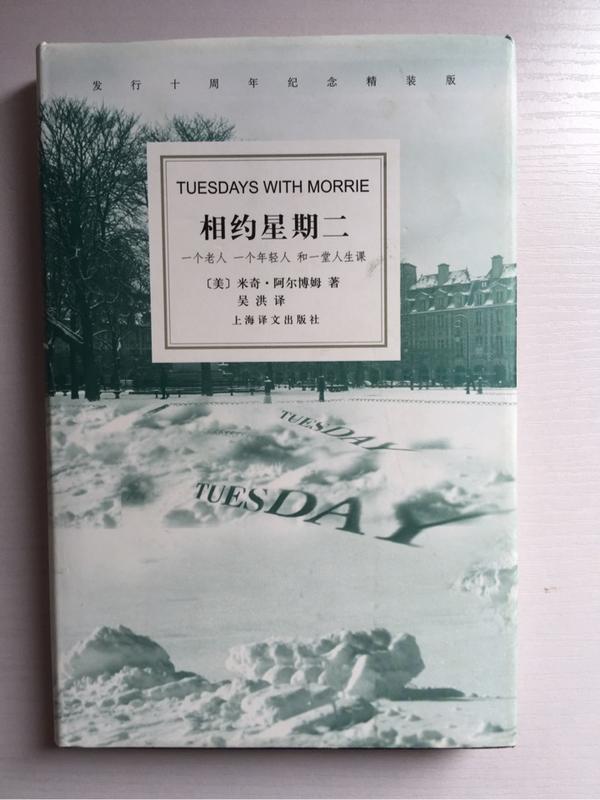 发行十周年纪念精装版
TUESDAYS WITH MORRIE
相约星期二
一个老人 一个年轻人 和一堂人生课
〔美〕米奇·阿尔博姆 著
吴洪 译
上海译文出版社
TUESDAY
TUESDAY